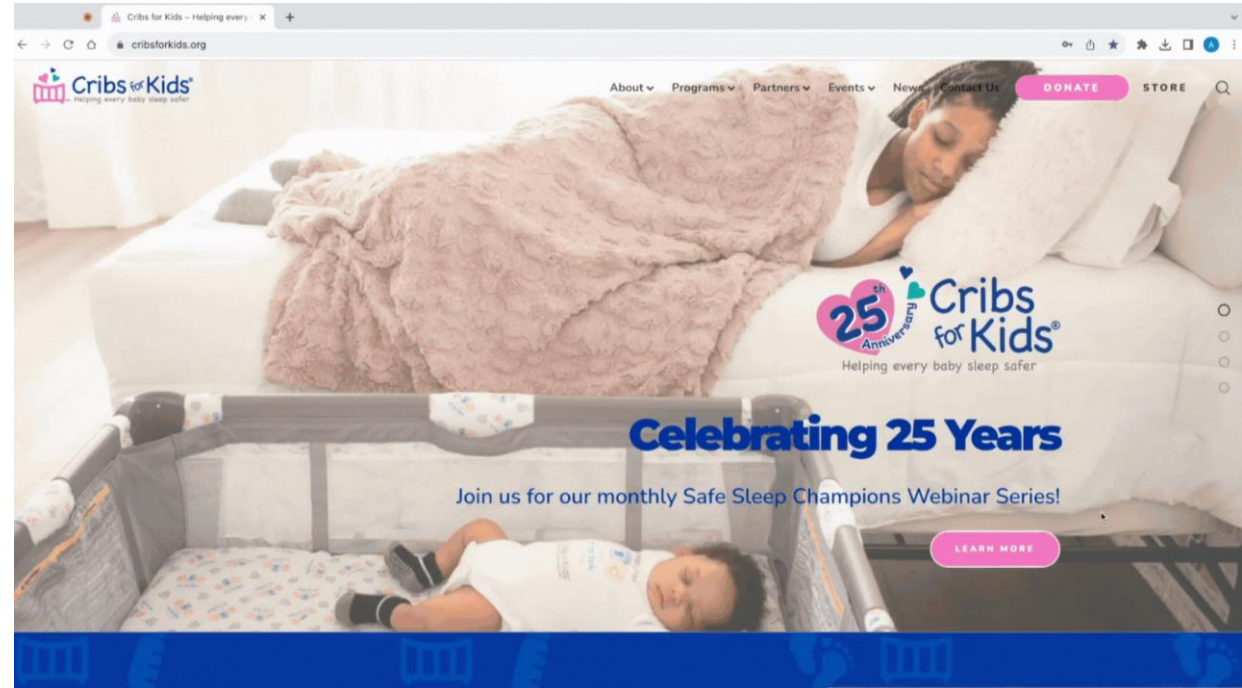 Cribs for Kids – Helping every
cribsforkids.org
A
Cribs for Kids®
Helping every baby sleep safer
About Programs Partners Events News Contact Us DONATE STORE
25th Anniversary
Cribs
for Kids®
Helping every baby sleep safer
Celebrating 25 Years
Join us for our monthly Safe Sleep Champions Webinar Series!
LEARN MORE